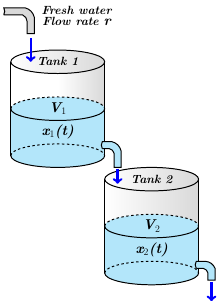 Fresh water
Flow rate r
Tank 1
V₁
x₁(t)
Tank 2
V₂
x₂(t)